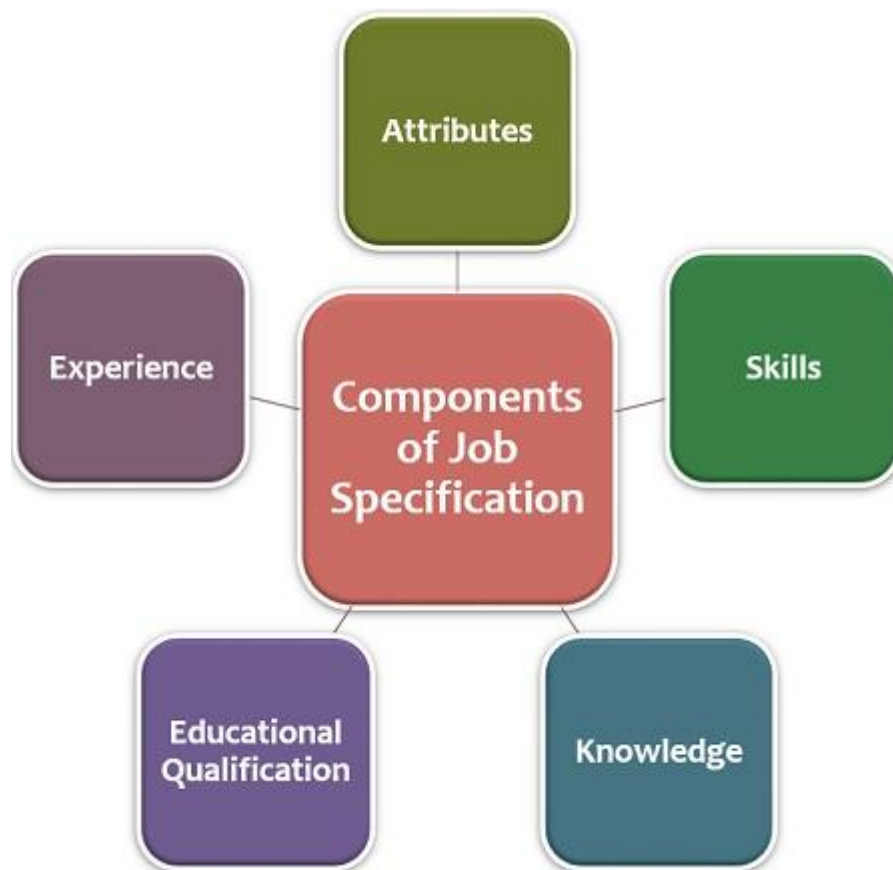 Attributes
Experience
Skills
Components
of Job
Specification
Educational
Qualification
Knowledge